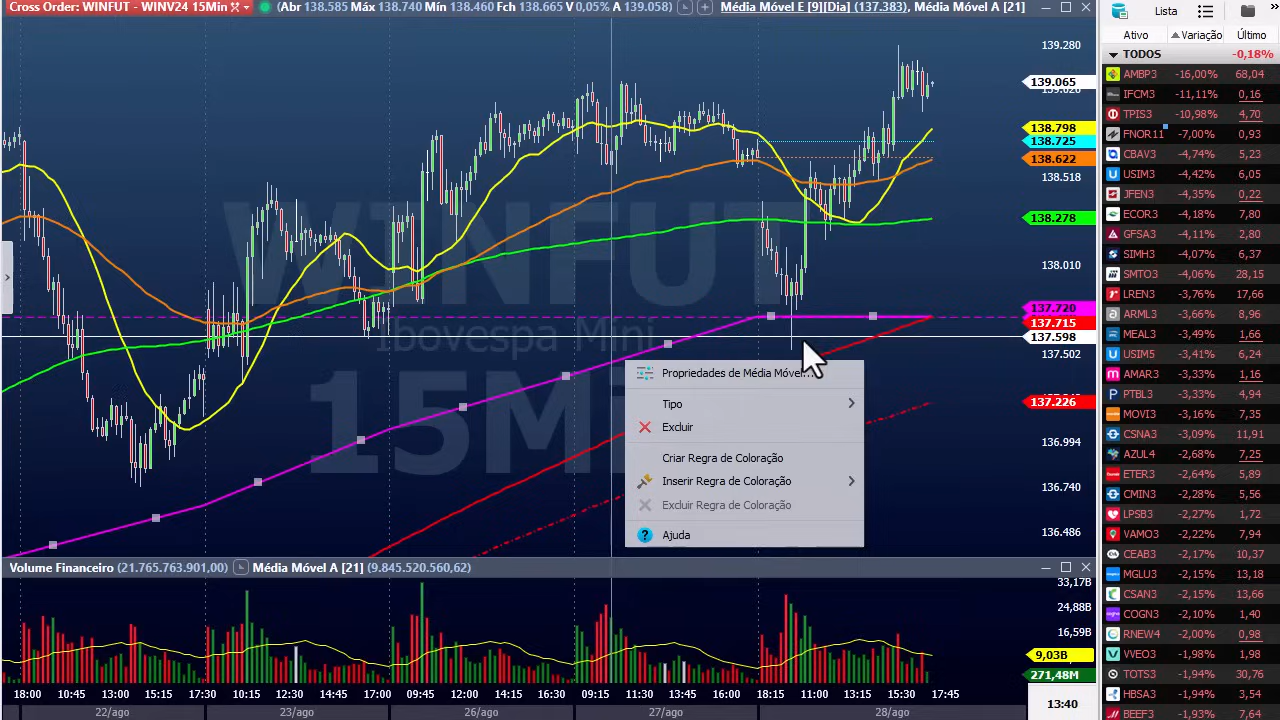 Cross Order: WINFUT - WINV24 15Min
(Abr 138.585 Máx 138.740 Mín 138.460 Fch 138.665 V 0,05% A 139.058)
Média Móvel E [9][Dia] (137.383), Média Móvel A [21]
WINFUT
Ibovespa Mini
15Mi
139.280
139.065
138.798
138.725
138.622
138.518
138.278
138.010
137.720
137.715
137.598
137.502
137.226
136.994
136.740
136.486
Propriedades de Média Móvel
Tipo
Excluir
Criar Regra de Coloração
Inserir Regra de Coloração
Excluir Regra de Coloração
Ajuda
Volume Financeiro (21.765.763.901,00) Média Móvel A [21] (9.845.520.560,62)
33,17B
24,88B
16,59B
9,03B
271,48M
18:00 10:45 13:00 15:15 17:30 10:15 12:30 14:45 17:00 09:45 12:00 14:15 16:30 09:15 11:30 13:45 16:00 18:15 11:00 13:15 15:30 17:45
22/ago 23/ago 26/ago 27/ago 28/ago
13:40
Lista
Ativo Variação Último
TODOS -0,18%
AMBP3 -16,00% 68,04
IFCM3 -11,11% 0,16
TPIS3 -10,98% 4,70
FNOR11 -7,00% 0,93
CBAV3 -4,74% 5,23
USIM3 -4,42% 6,05
JFEN3 -4,35% 0,22
ECOR3 -4,18% 7,80
GFSA3 -4,11% 2,80
SIMH3 -4,07% 6,37
SMTO3 -4,06% 28,15
LREN3 -3,76% 17,66
ARML3 -3,66% 8,96
MEAL3 -3,49% 1,66
USIM5 -3,41% 6,24
AMAR3 -3,33% 1,16
PTBL3 -3,33% 4,94
MOVI3 -3,16% 7,35
CSNA3 -3,09% 11,91
AZUL4 -2,68% 7,25
ETER3 -2,64% 5,89
CMIN3 -2,28% 5,56
LPSB3 -2,27% 1,72
VAMO3 -2,22% 7,94
CEAB3 -2,17% 10,37
MGLU3 -2,15% 13,18
CSAN3 -2,15% 13,66
COGN3 -2,10% 1,40
RNEW4 -2,00% 0,98
VVEO3 -1,98% 1,98
TOTS3 -1,94% 30,76
HBSA3 -1,94% 3,54
BEEF3 -1,93% 7,64